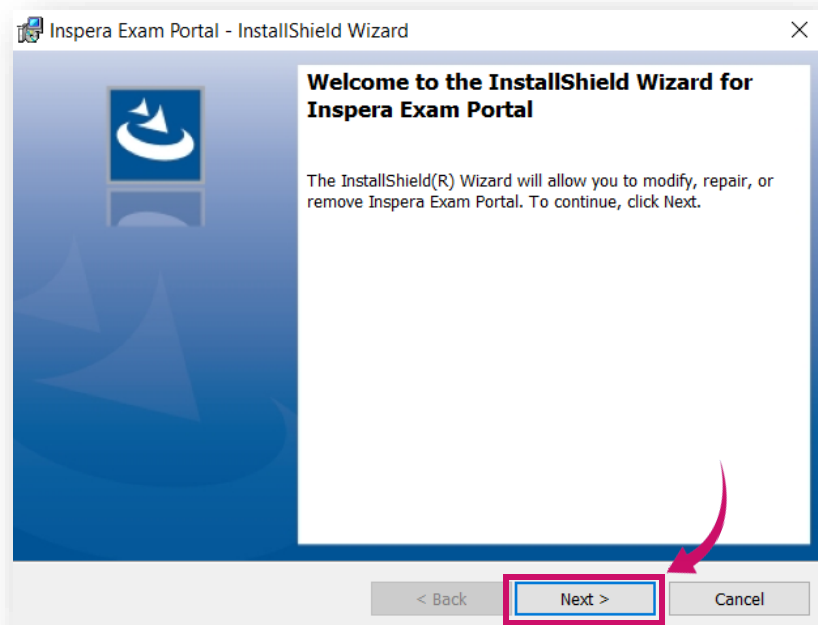 Inspera Exam Portal - InstallShield Wizard
Welcome to the InstallShield Wizard for
Inspera Exam Portal
The InstallShield(R) Wizard will allow you to modify, repair, or
remove Inspera Exam Portal. To continue, click Next.
< Back Next > Cancel